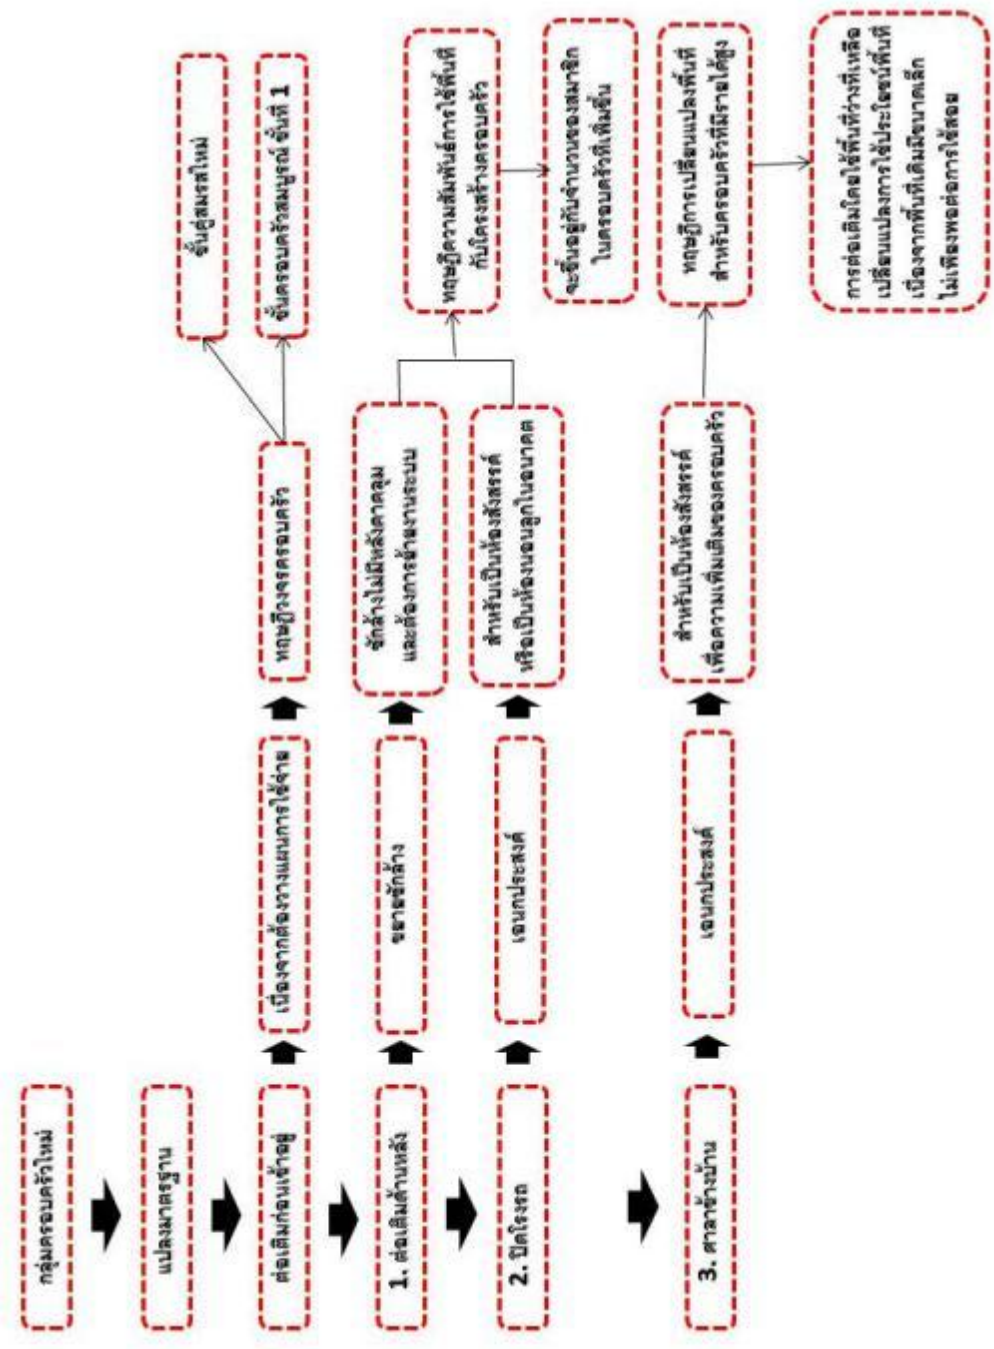 กลุ่มครอบครัวใหม่
แปลงมาตรฐาน
ต่อเติมก่อนเข้าอยู่
เนื่องจากต้องวางแผนการใช้จ่าย
ทฤษฎีวงจรครอบครัว
ขั้นคู่สมรสใหม่
ขั้นครอบครัวสมบูรณ์ ขั้นที่ 1
1. ต่อเติมด้านหลัง
ขยายซักล้าง
ซักล้างไม่มีหลังคาคลุม
และต้องการย้ายงานระบบ
2. ปิดโรงรถ
เอนกประสงค์
สำหรับเป็นห้องสังสรรค์
หรือเป็นห้องนอนลูกในอนาคต
ทฤษฎีความสัมพันธ์การใช้พื้นที่
กับโครงสร้างครอบครัว
จะขึ้นอยู่กับจำนวนของสมาชิก
ในครอบครัวที่เพิ่มขึ้น
3. ศาลาข้างบ้าน
เอนกประสงค์
สำหรับเป็นห้องสังสรรค์
เพื่อความเพิ่มเติมของครอบครัว
ทฤษฎีการเปลี่ยนแปลงพื้นที่
สำหรับครอบครัวที่มีรายได้สูง
การต่อเติมโดยใช้พื้นที่ว่างที่เหลือ
เปลี่ยนแปลงการใช้ประโยชน์พื้นที่
เนื่องจากพื้นที่เดิมมีขนาดเล็ก
ไม่เพียงพอต่อการใช้สอย